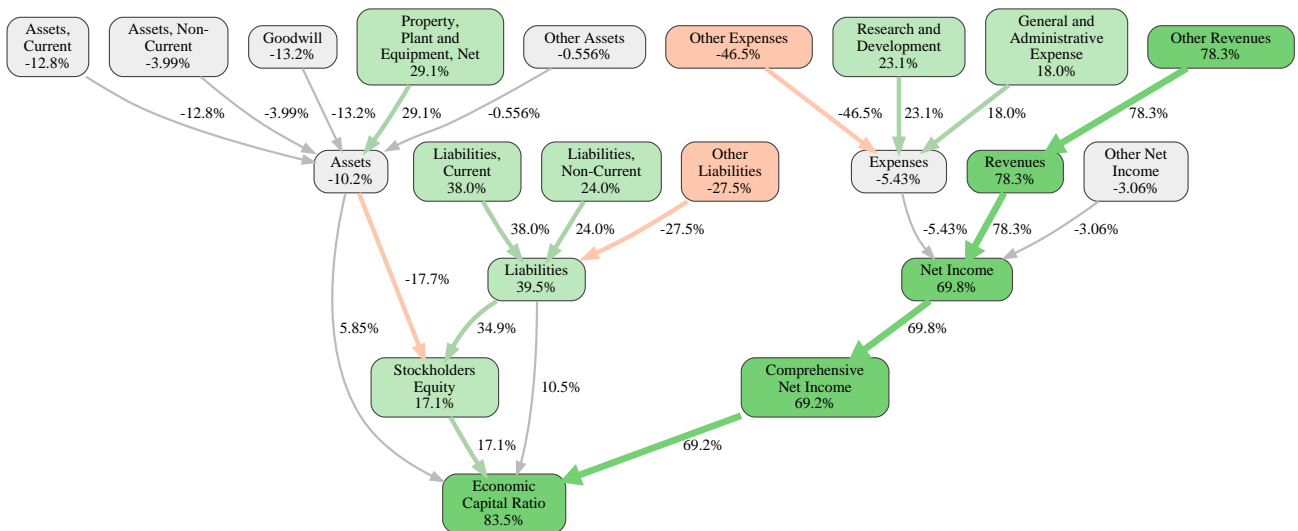 Assets,
Current
-12.8%
Assets, Non-
Current
-3.99%
Goodwill
-13.2%
Property,
Plant and
Equipment, Net
29.1%
Other Assets
-0.556%
Other Expenses
-46.5%
Research and
Development
23.1%
General and
Administrative
Expense
18.0%
Other Revenues
78.3%
-12.8%
-3.99%
-13.2%
29.1%
-0.556%
-46.5%
23.1%
18.0%
78.3%
Assets
-10.2%
Liabilities,
Current
38.0%
Liabilities,
Non-Current
24.0%
Other
Liabilities
-27.5%
Expenses
-5.43%
Revenues
78.3%
Other Net
Income
-3.06%
38.0%
24.0%
-27.5%
-5.43%
78.3%
-3.06%
-17.7%
Liabilities
39.5%
Net Income
69.8%
5.85%
34.9%
69.8%
Stockholders
Equity
17.1%
10.5%
Comprehensive
Net Income
69.2%
17.1%
69.2%
Economic
Capital Ratio
83.5%